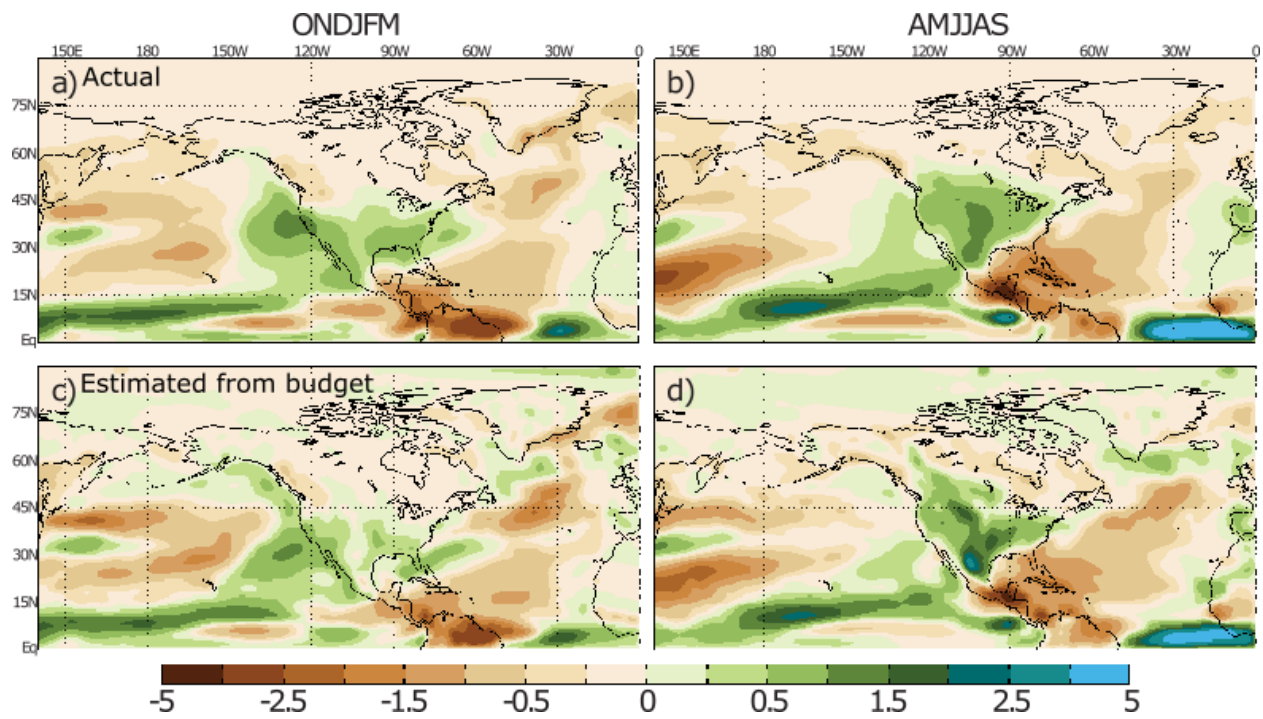 ONDJFM AMJJAS
150E 180 150W 120W 90W 60W 30W 0 150E 180 150W 120W 90W 60W 30W 0
a) Actual b)
75N
60N
45N
30N
15N
Eq
c) Estimated from budget d)
75N
60N
45N
30N
15N
Eq
-5 -2.5 -1.5 -0.5 0 0.5 1.5 2.5 5